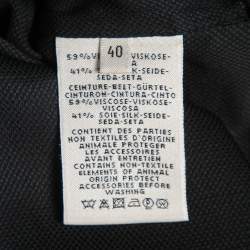 40
59%V VISKOSE-
A
41% K-SEIDE-
SEDA-SETA
CEINTURE-BELT-GÜRTEL-
CINTURON-CINTURA-CINTO
59%VISCOSE-VISKOSE-
VISCOSA
41% SOIE-SILK-SEIDE-
SEDA-SETA
CONTIENT DES PARTIES
NON TEXTILES D'ORIGINE
ANIMALE PROTEGER
LES ACCESSOIRES
AVANT ENTRETIEN
CONTAINS NON-TEXTILE
ELEMENTS OF ANIMAL
ORIGIN PROTECT
ACCESSORIES BEFORE
WASHING